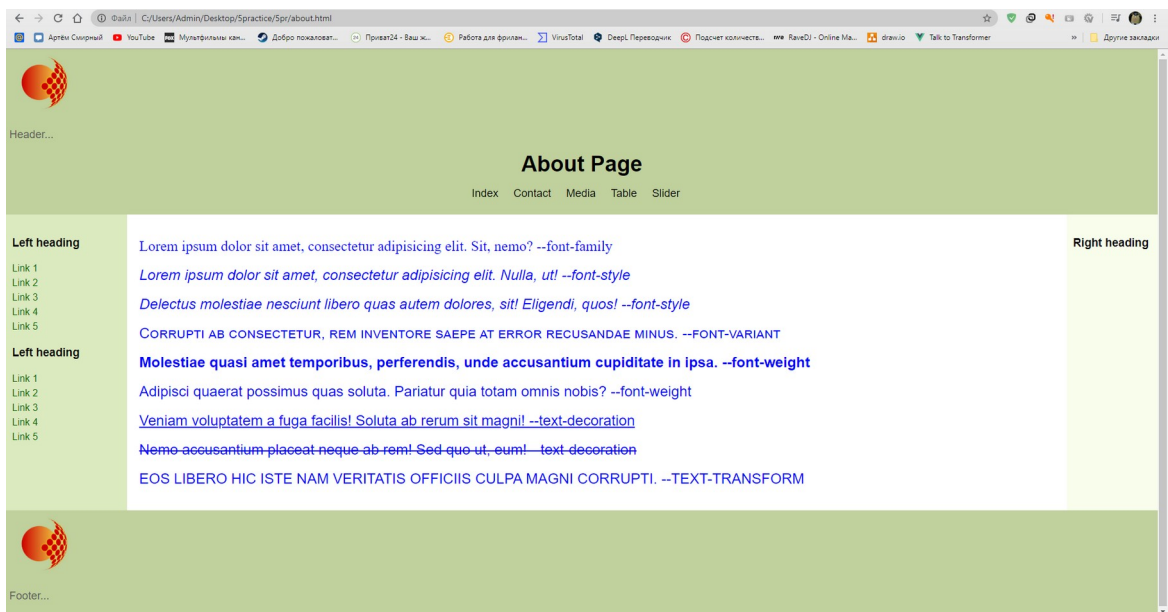 Файл | C:/Users/Admin/Desktop/5practice/5pr/about.html
Артём Смирный YouTube Мультфильмы кан... Добро пожаловат... Приват24 - Ваш ж... Работа для фрилан... VirusTotal DeepL Переводчик Подсчет количеств... RaveDJ - Online Ma... draw.io Talk to Transformer » Другие закладки
Header...
About Page
Index Contact Media Table Slider
Left heading
Link 1
Link 2
Link 3
Link 4
Link 5
Left heading
Link 1
Link 2
Link 3
Link 4
Link 5
Lorem ipsum dolor sit amet, consectetur adipisicing elit. Sit, nemo? --font-family
Lorem ipsum dolor sit amet, consectetur adipisicing elit. Nulla, ut! --font-style
Delectus molestiae nesciunt libero quas autem dolores, sit! Eligendi, quos! --font-style
Corrupti ab consectetur, rem inventore saepe at error recusandae minus. --font-variant
Molestiae quasi amet temporibus, perferendis, unde accusantium cupiditate in ipsa. --font-weight
Adipisci quaerat possimus quas soluta. Pariatur quia totam omnis nobis? --font-weight
Veniam voluptatem a fuga facilis! Soluta ab rerum sit magni! --text-decoration
Nemo accusantium placeat neque ab rem! Sed quo ut, eum! --text-decoration
EOS LIBERO HIC ISTE NAM VERITATIS OFFICIIS CULPA MAGNI CORRUPTI. --TEXT-TRANSFORM
Right heading
Footer...